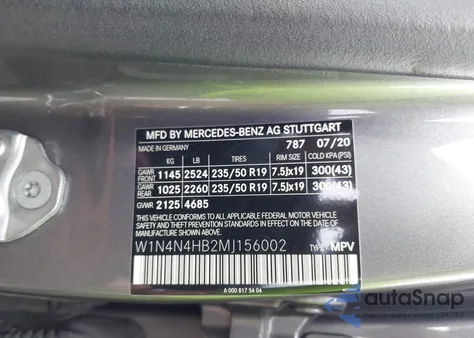 MFD BY MERCEDES-BENZ AG STUTTGART
MADE IN GERMANY 787 07/20
KG LB TIRES RIM SIZE COLD KPA (PSI)
GAWR FRONT 1145 2524 235/50 R19 7.5Jx19 300(43)
GAWR REAR 1025 2260 235/50 R19 7.5Jx19 300(43)
GVWR 2125 4685
THIS VEHICLE CONFORMS TO ALL APPLICABLE U.S. FEDERAL MOTOR VEHICLE SAFETY AND THEFT PREVENTION STANDARDS IN EFFECT ON THE DATE OF MANUFACTURE SHOWN ABOVE.
W1N4N4HB2MJ156002 TYPE: MPV
A 000 817 54 04
autoSnap
POWERED BY